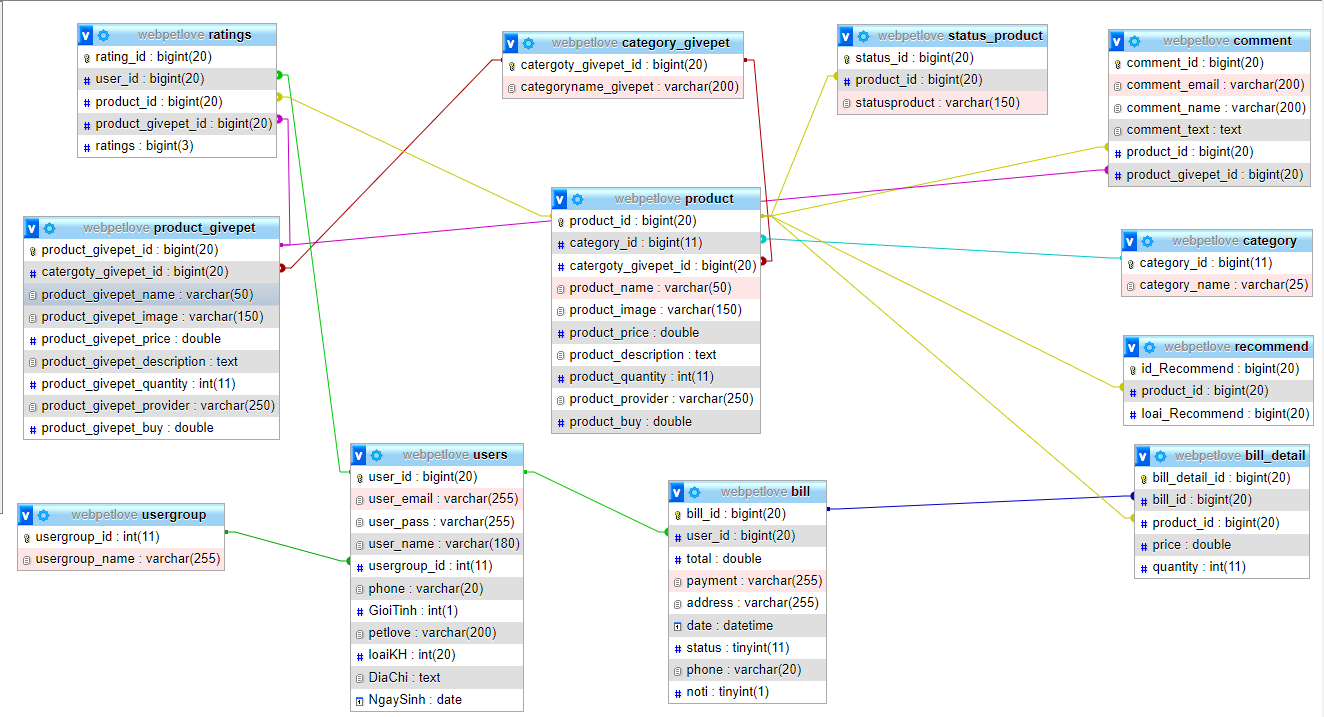 webpetlove ratings
rating_id : bigint(20)
user_id : bigint(20)
product_id : bigint(20)
product_givepet_id : bigint(20)
ratings : bigint(3)
webpetlove category_givepet
catergoty_givepet_id : bigint(20)
categoryname_givepet : varchar(200)
webpetlove status_product
status_id : bigint(20)
product_id : bigint(20)
statusproduct : varchar(150)
webpetlove comment
comment_id : bigint(20)
comment_email : varchar(200)
comment_name : varchar(200)
comment_text : text
product_id : bigint(20)
product_givepet_id : bigint(20)
webpetlove product_givepet
product_givepet_id : bigint(20)
catergoty_givepet_id : bigint(20)
product_givepet_name : varchar(50)
product_givepet_image : varchar(150)
product_givepet_price : double
product_givepet_description : text
product_givepet_quantity : int(11)
product_givepet_provider : varchar(250)
product_givepet_buy : double
webpetlove product
product_id : bigint(20)
category_id : bigint(11)
catergoty_givepet_id : bigint(20)
product_name : varchar(50)
product_image : varchar(150)
product_price : double
product_description : text
product_quantity : int(11)
product_provider : varchar(250)
product_buy : double
webpetlove category
category_id : bigint(11)
category_name : varchar(25)
webpetlove recommend
id_Recommend : bigint(20)
product_id : bigint(20)
loai_Recommend : bigint(20)
webpetlove usergroup
usergroup_id : int(11)
usergroup_name : varchar(255)
webpetlove users
user_id : bigint(20)
user_email : varchar(255)
user_pass : varchar(255)
user_name : varchar(180)
usergroup_id : int(11)
phone : varchar(20)
GioiTinh : int(1)
petlove : varchar(200)
loaiKH : int(20)
DiaChi : text
NgaySinh : date
webpetlove bill
bill_id : bigint(20)
user_id : bigint(20)
total : double
payment : varchar(255)
address : varchar(255)
date : datetime
status : tinyint(11)
phone : varchar(20)
noti : tinyint(1)
webpetlove bill_detail
bill_detail_id : bigint(20)
bill_id : bigint(20)
product_id : bigint(20)
price : double
quantity : int(11)